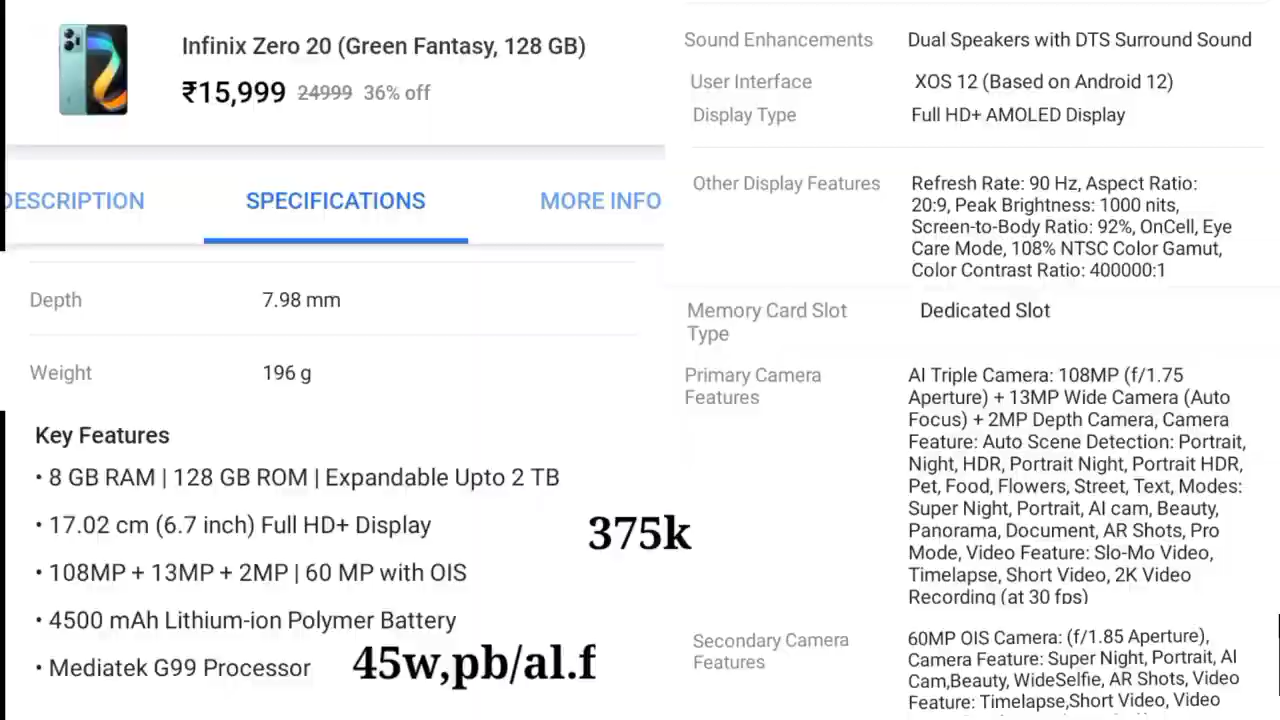 Infinix Zero 20 (Green Fantasy, 128 GB)
₹15,999 24999 36% off
DESCRIPTION SPECIFICATIONS MORE INFO
Depth 7.98 mm
Weight 196 g
Key Features
• 8 GB RAM | 128 GB ROM | Expandable Upto 2 TB
• 17.02 cm (6.7 inch) Full HD+ Display
375k
• 108MP + 13MP + 2MP | 60 MP with OIS
• 4500 mAh Lithium-ion Polymer Battery
• Mediatek G99 Processor
45w,pb/al.f
Sound Enhancements Dual Speakers with DTS Surround Sound
User Interface XOS 12 (Based on Android 12)
Display Type Full HD+ AMOLED Display
Other Display Features Refresh Rate: 90 Hz, Aspect Ratio:
20:9, Peak Brightness: 1000 nits,
Screen-to-Body Ratio: 92%, OnCell, Eye
Care Mode, 108% NTSC Color Gamut,
Color Contrast Ratio: 400000:1
Memory Card Slot Dedicated Slot
Type
Primary Camera AI Triple Camera: 108MP (f/1.75
Features Aperture) + 13MP Wide Camera (Auto
Focus) + 2MP Depth Camera, Camera
Feature: Auto Scene Detection: Portrait,
Night, HDR, Portrait Night, Portrait HDR,
Pet, Food, Flowers, Street, Text, Modes:
Super Night, Portrait, AI cam, Beauty,
Panorama, Document, AR Shots, Pro
Mode, Video Feature: Slo-Mo Video,
Timelapse, Short Video, 2K Video
Recording (at 30 fps)
Secondary Camera 60MP OIS Camera: (f/1.85 Aperture),
Features Camera Feature: Super Night, Portrait, AI
Cam,Beauty, WideSelfie, AR Shots, Video
Feature: Timelapse,Short Video, Video